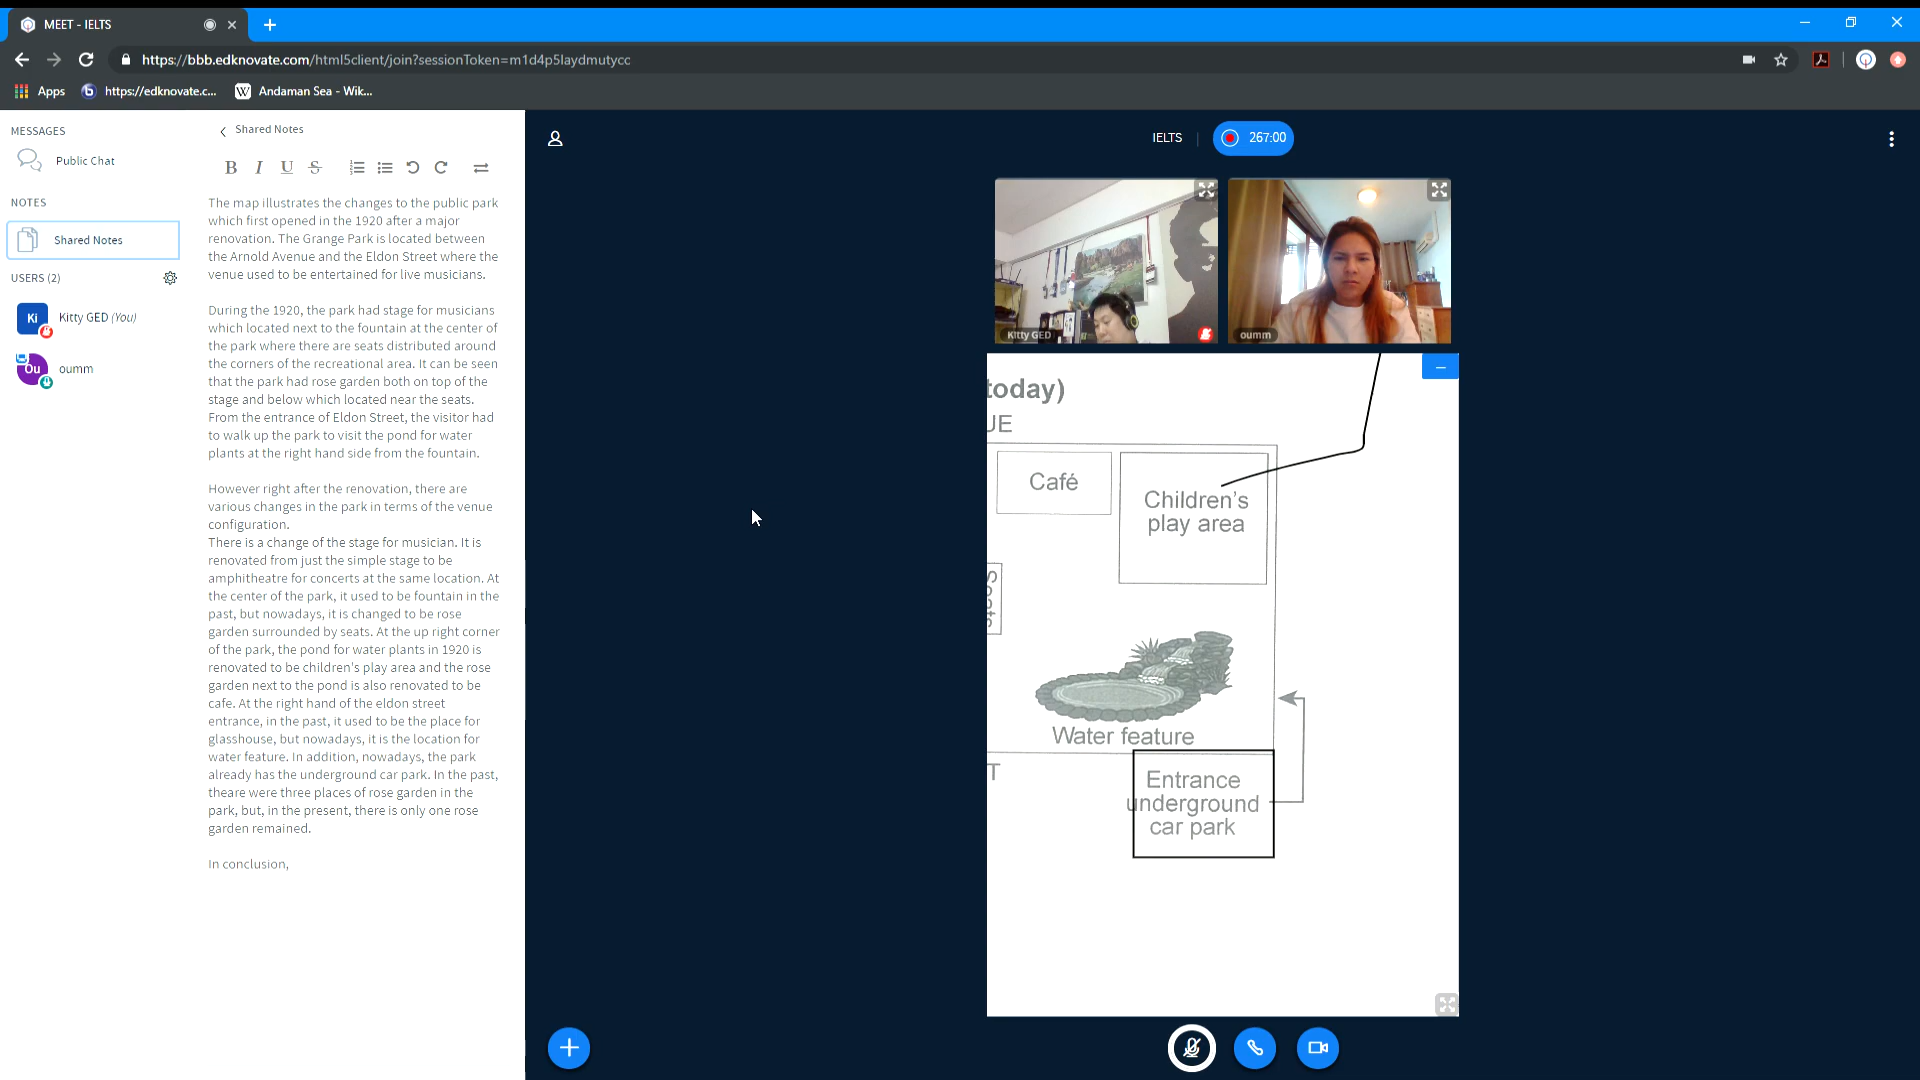 MEET - IELTS
https://bbb.edknovate.com/html5client/join?sessionToken=m1d4p5laydmutycc
Apps
https://edknovate.c...
Andaman Sea - Wik...
MESSAGES
Public Chat
NOTES
Shared Notes
USERS (2)
Ki
Kitty GED (You)
Ou
oumm
Shared Notes
B I U S
The map illustrates the changes to the public park
which first opened in the 1920 after a major
renovation. The Grange Park is located between
the Arnold Avenue and the Eldon Street where the
venue used to be entertained for live musicians.
During the 1920, the park had stage for musicians
which located next to the fountain at the center of
the park where there are seats distributed around
the corners of the recreational area. It can be seen
that the park had rose garden both on top of the
stage and below which located near the seats.
From the entrance of Eldon Street, the visitor had
to walk up the park to visit the pond for water
plants at the right hand side from the fountain.
However right after the renovation, there are
various changes in the park in terms of the venue
configuration.
There is a change of the stage for musician. It is
renovated from just the simple stage to be
amphitheatre for concerts at the same location. At
the center of the park, it used to be fountain in the
past, but nowadays, it is changed to be rose
garden surrounded by seats. At the up right corner
of the park, the pond for water plants in 1920 is
renovated to be children's play area and the rose
garden next to the pond is also renovated to be
cafe. At the right hand of the eldon street
entrance, in the past, it used to be the place for
glasshouse, but nowadays, it is the location for
water feature. In addition, nowadays, the park
already has the underground car park. In the past,
theare were three places of rose garden in the
park, but, in the present, there is only one rose
garden remained.
In conclusion,
IELTS
267:00
Kitty GED
oumm
today)
UE
Café
Children's
play area
Seats
Water feature
T
Entrance
underground
car park